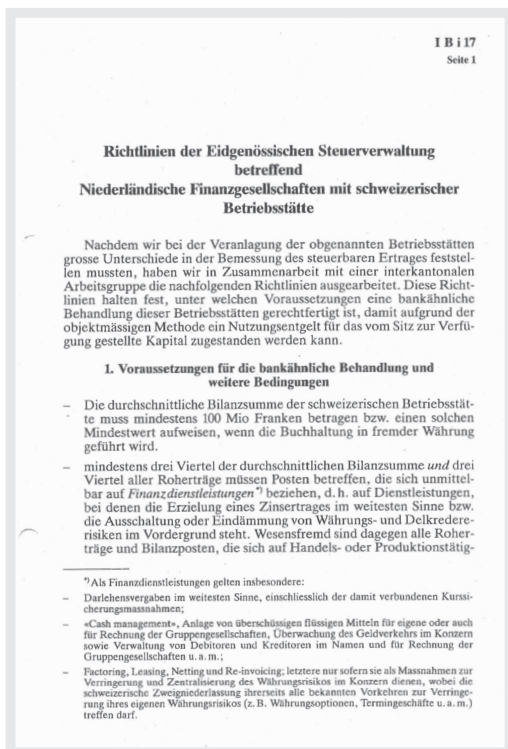 I B i 17
Seite 1
Richtlinien der Eidgenössischen Steuerverwaltung
betreffend
Niederländische Finanzgesellschaften mit schweizerischer
Betriebsstätte
Nachdem wir bei der Veranlagung der obgenannten Betriebsstätten
grosse Unterschiede in der Bemessung des steuerbaren Ertrages feststel-
len mussten, haben wir in Zusammenarbeit mit einer interkantonalen
Arbeitsgruppe die nachfolgenden Richtlinien ausgearbeitet. Diese Richt-
linien halten fest, unter welchen Voraussetzungen eine bankähnliche
Behandlung dieser Betriebsstätten gerechtfertigt ist, damit aufgrund der
objektmässigen Methode ein Nutzungsentgelt für das vom Sitz zur Verfü-
gung gestellte Kapital zugestanden werden kann.
1. Voraussetzungen für die bankähnliche Behandlung und
weitere Bedingungen
– Die durchschnittliche Bilanzsumme der schweizerischen Betriebsstät-
te muss mindestens 100 Mio Franken betragen bzw. einen solchen
Mindestwert aufweisen, wenn die Buchhaltung in fremder Währung
geführt wird.
– mindestens drei Viertel der durchschnittlichen Bilanzsumme und drei
Viertel aller Roherträge müssen Posten betreffen, die sich unmittel-
bar auf Finanzdienstleistungen*) beziehen, d. h. auf Dienstleistungen,
bei denen die Erzielung eines Zinsertrages im weitesten Sinne bzw.
die Ausschaltung oder Eindämmung von Währungs- und Delkredere-
risiken im Vordergrund steht. Wesensfremd sind dagegen alle Roher-
träge und Bilanzposten, die sich auf Handels- oder Produktionstätig-
*) Als Finanzdienstleistungen gelten insbesondere:
– Darlehensvergaben im weitesten Sinne, einschliesslich der damit verbundenen Kurssi-
cherungsmassnahmen;
– «Cash management», Anlage von überschüssigen flüssigen Mitteln für eigene oder auch
für Rechnung der Gruppengesellschaften, Überwachung des Geldverkehrs im Konzern
sowie Verwaltung von Debitoren und Kreditoren im Namen und für Rechnung der
Gruppengesellschaften u. a. m.;
– Factoring, Leasing, Netting und Re-invoicing; letztere nur sofern sie als Massnahmen zur
Verringerung und Zentralisierung des Währungsrisikos im Konzern dienen, wobei die
schweizerische Zweigniederlassung ihrerseits alle bekannten Vorkehren zur Verringe-
rung ihres eigenen Währungsrisikos (z. B. Währungsoptionen, Termingeschäfte u. a. m.)
treffen darf.